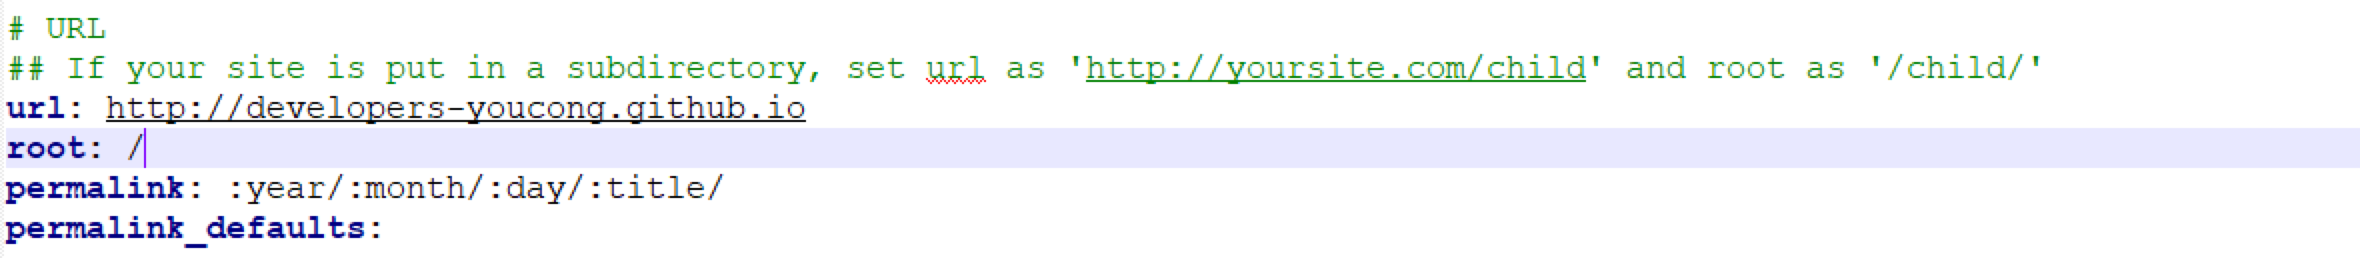 # URL
## If your site is put in a subdirectory, set url as 'http://yoursite.com/child' and root as '/child/'
url: http://developers-youcong.github.io
root: /
permalink: :year/:month/:day/:title/
permalink_defaults: